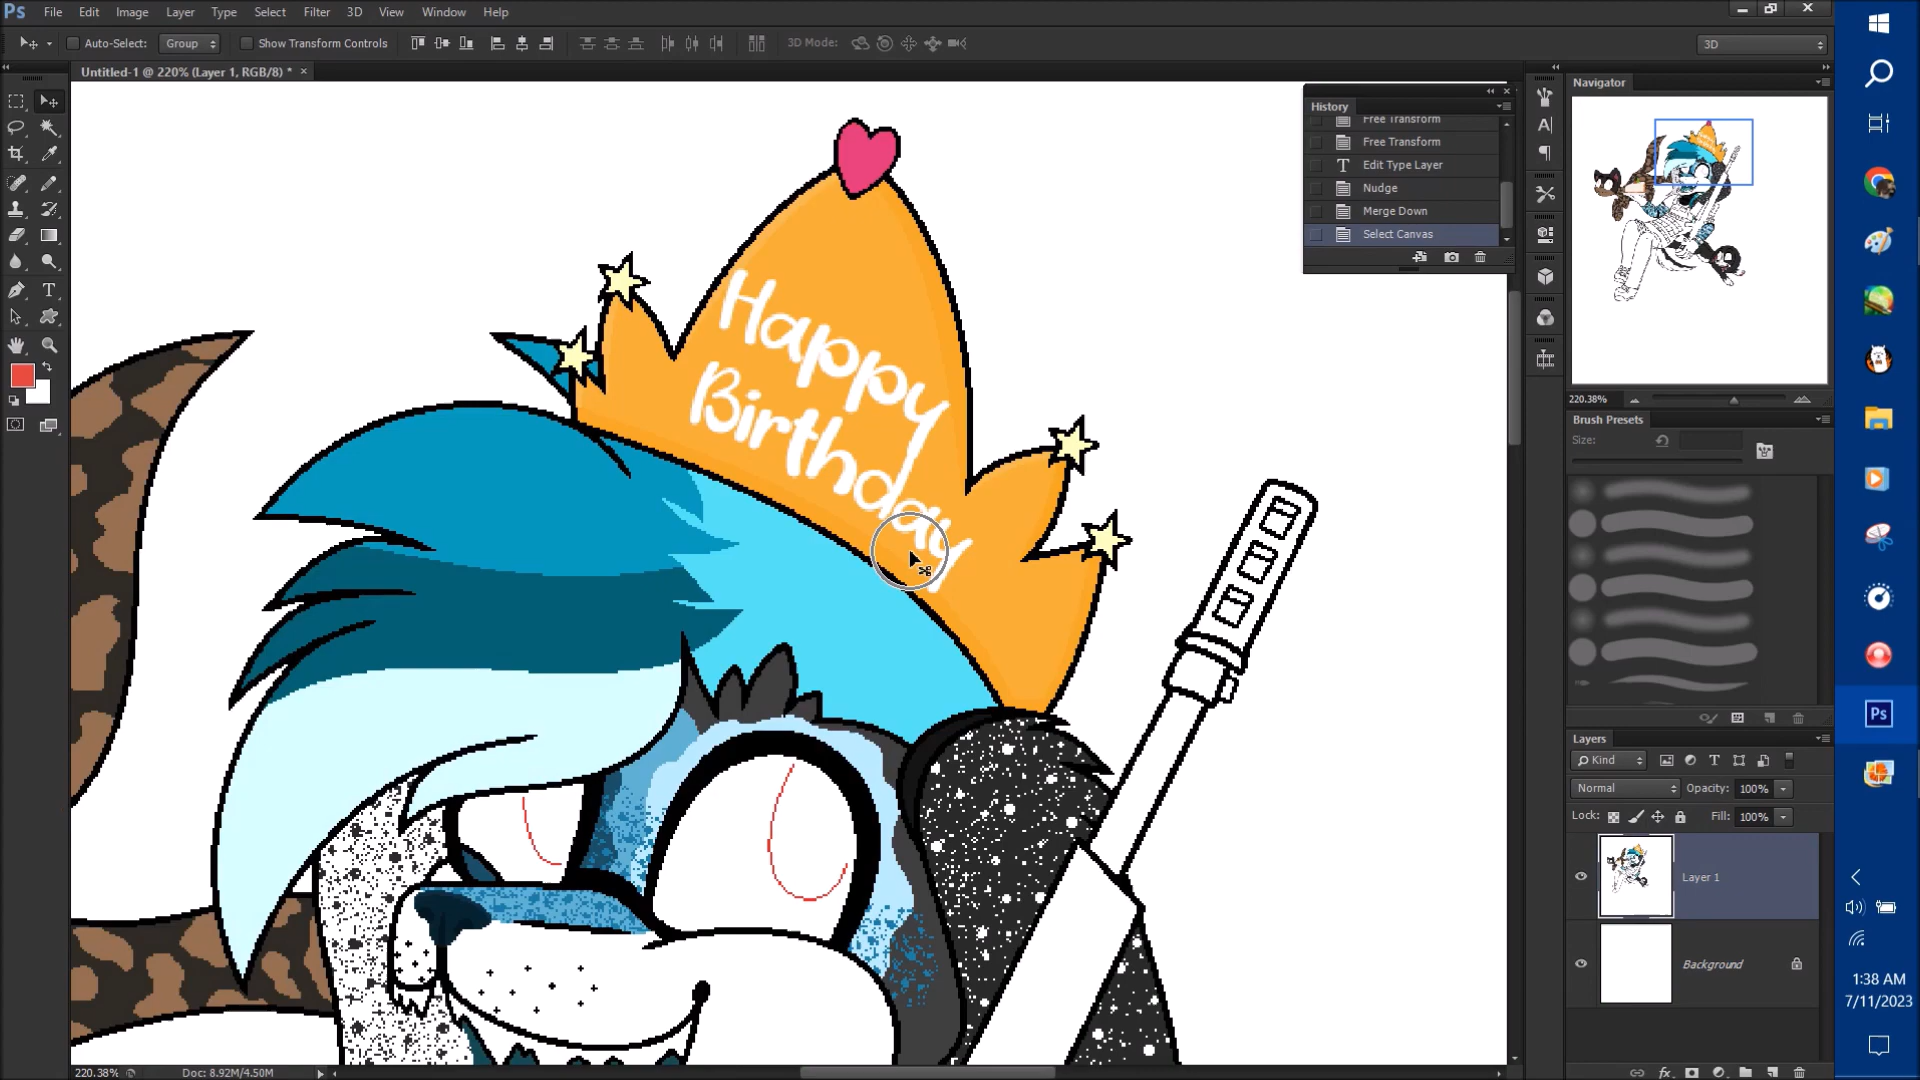 Ps File Edit Image Layer Type Select Filter 3D View Window Help
Auto-Select: Group Show Transform Controls 3D Mode: 3D
Untitled-1 @ 220% (Layer 1, RGB/8) * ×
History
Free Transform
Free Transform
Edit Type Layer
Nudge
Merge Down
Select Canvas
Happy
Birthday
Navigator
220.38%
Brush Presets
Size:
Layers
Kind
Normal Opacity: 100%
Lock: Fill: 100%
Layer 1
Background
220.38% Doc: 8.92M/4.50M
Ps
1:38 AM
7/11/2023